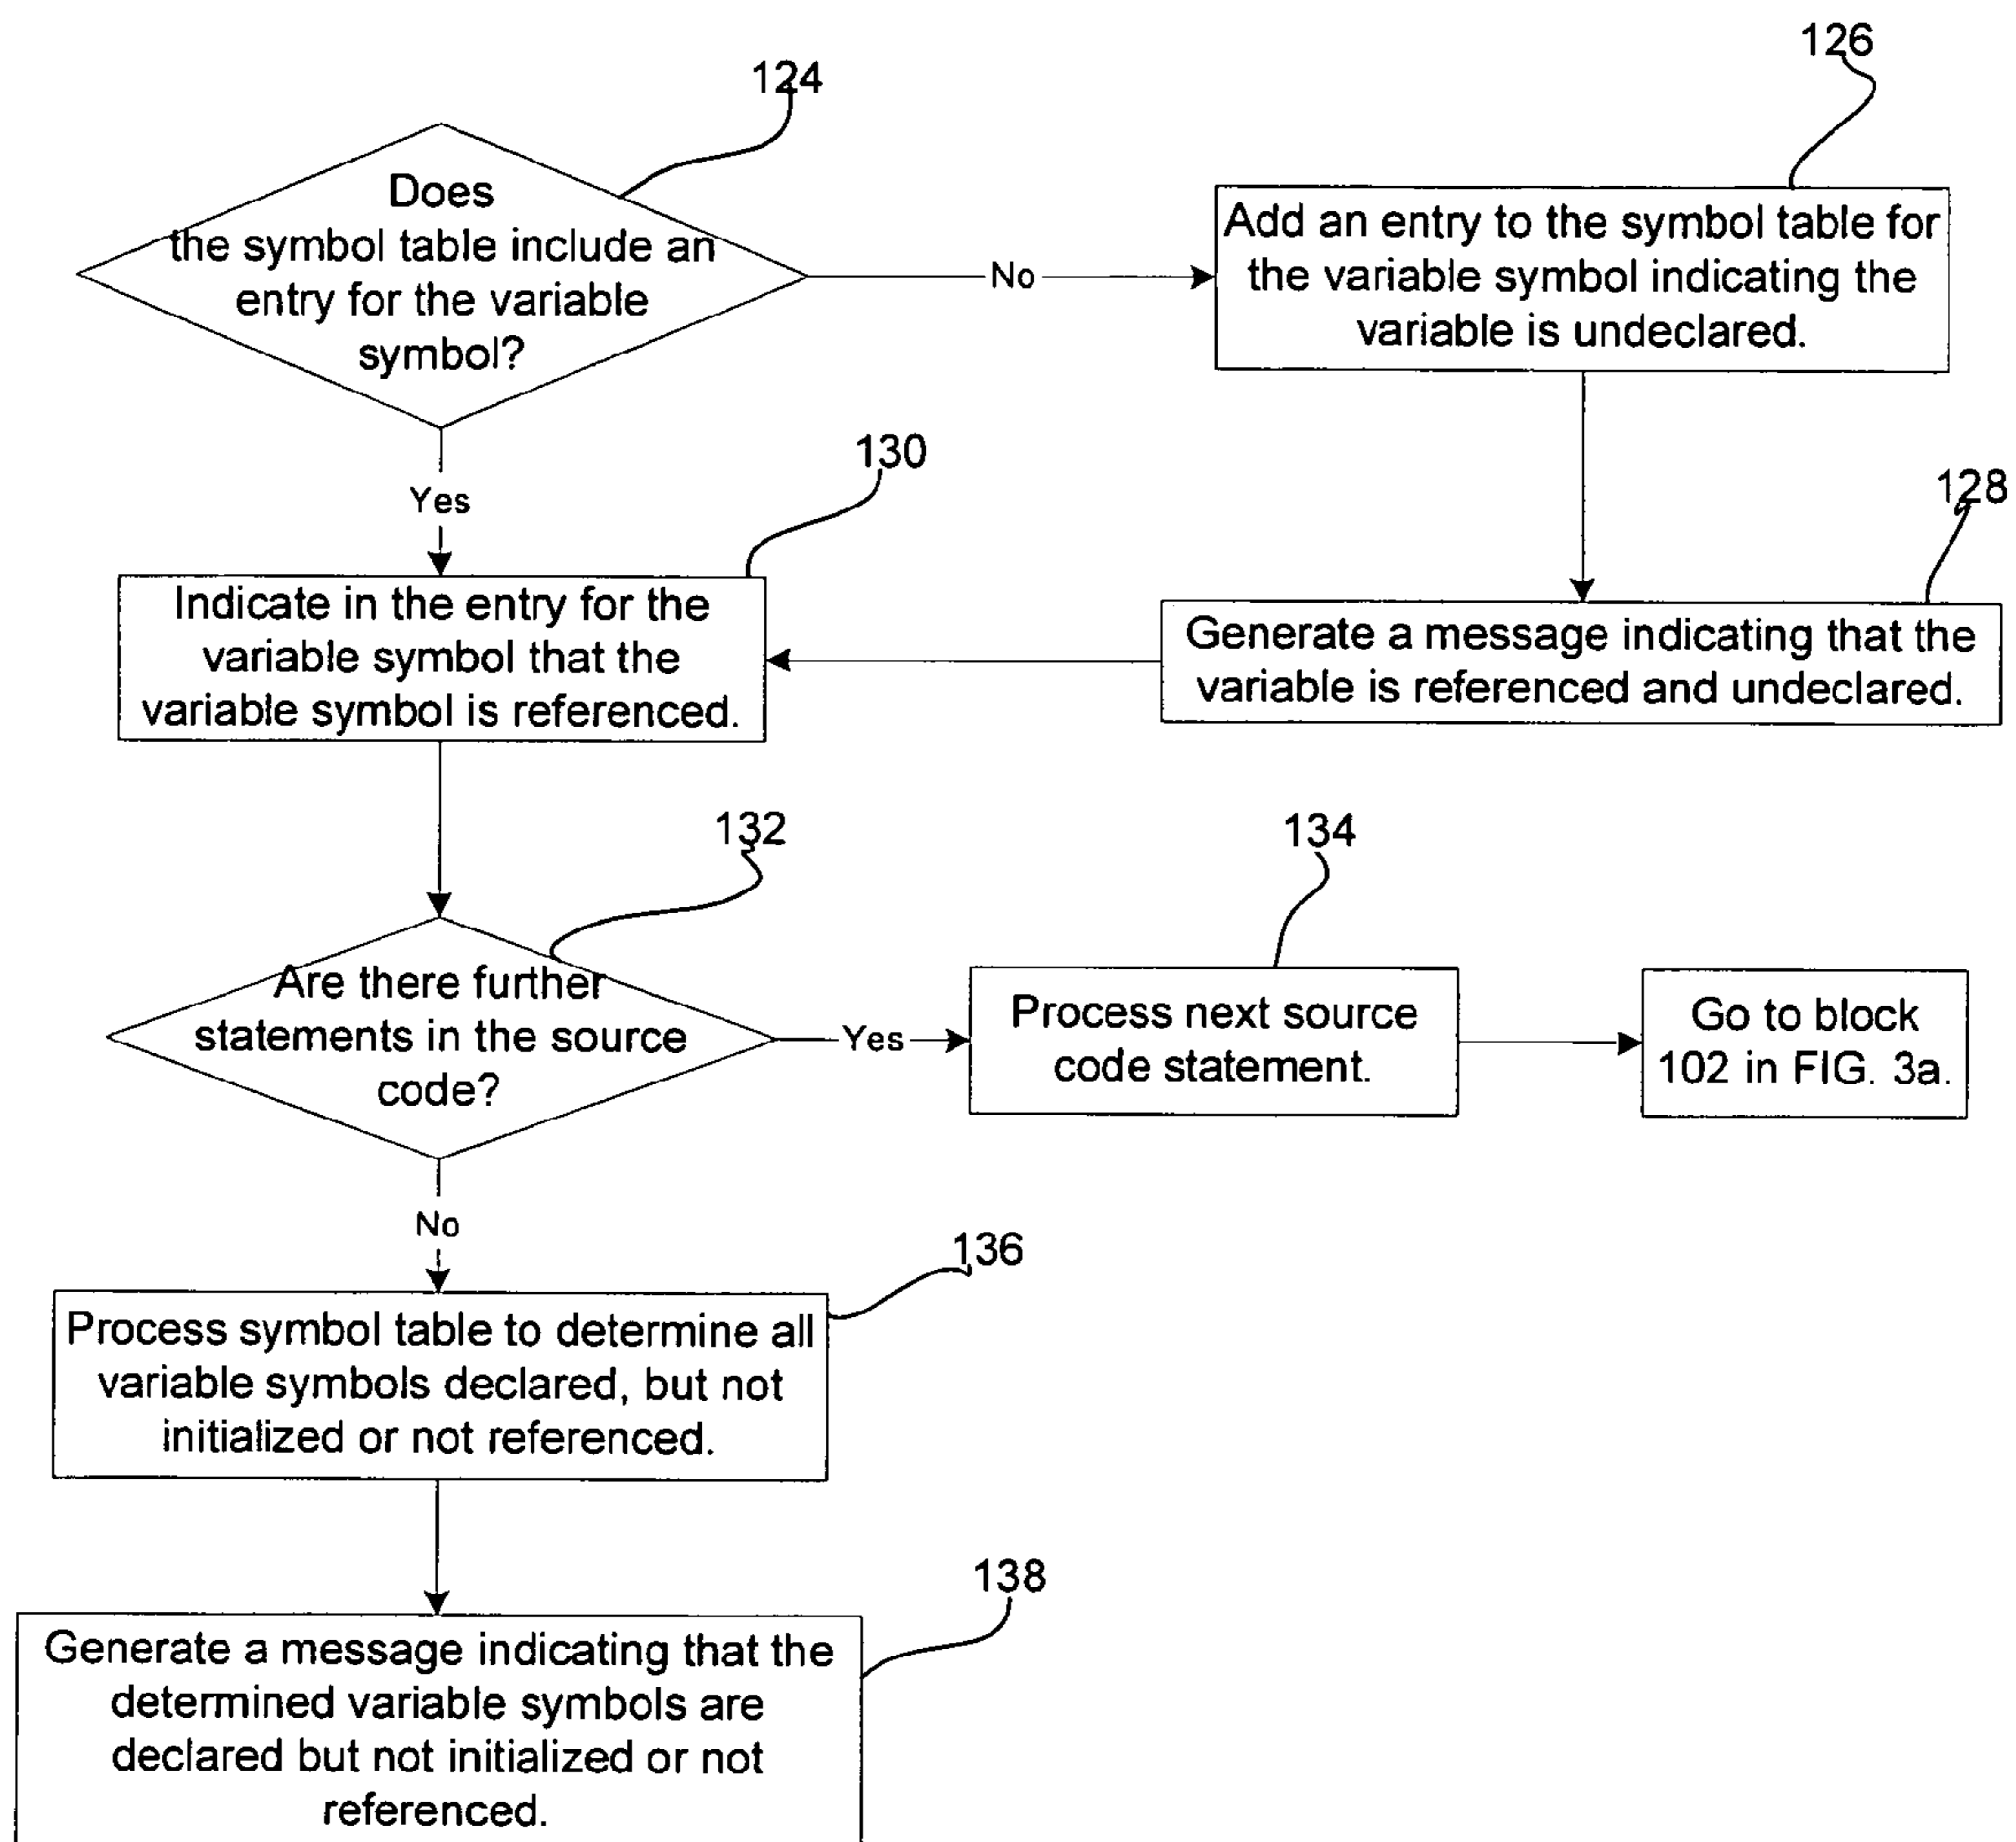 124
126
Does
the symbol table include an
entry for the variable
symbol?
No
Add an entry to the symbol table for
the variable symbol indicating the
variable is undeclared.
Yes
130
128
Indicate in the entry for the
variable symbol that the
variable symbol is referenced.
Generate a message indicating that the
variable is referenced and undeclared.
132
134
Are there further
statements in the source
code?
Yes
Process next source
code statement.
Go to block
102 in FIG. 3a.
No
136
Process symbol table to determine all
variable symbols declared, but not
initialized or not referenced.
138
Generate a message indicating that the
determined variable symbols are
declared but not initialized or not
referenced.